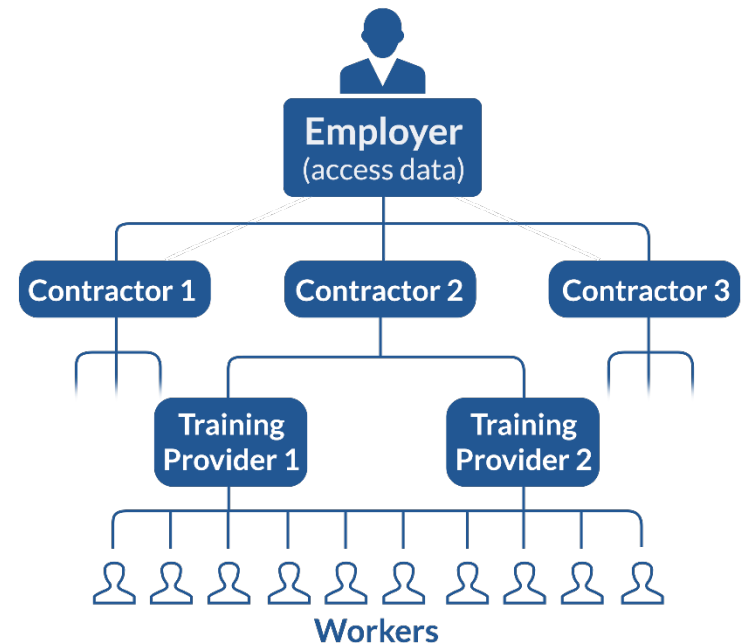 Employer
(access data)
Contractor 1
Contractor 2
Contractor 3
Training
Provider 1
Training
Provider 2
Workers